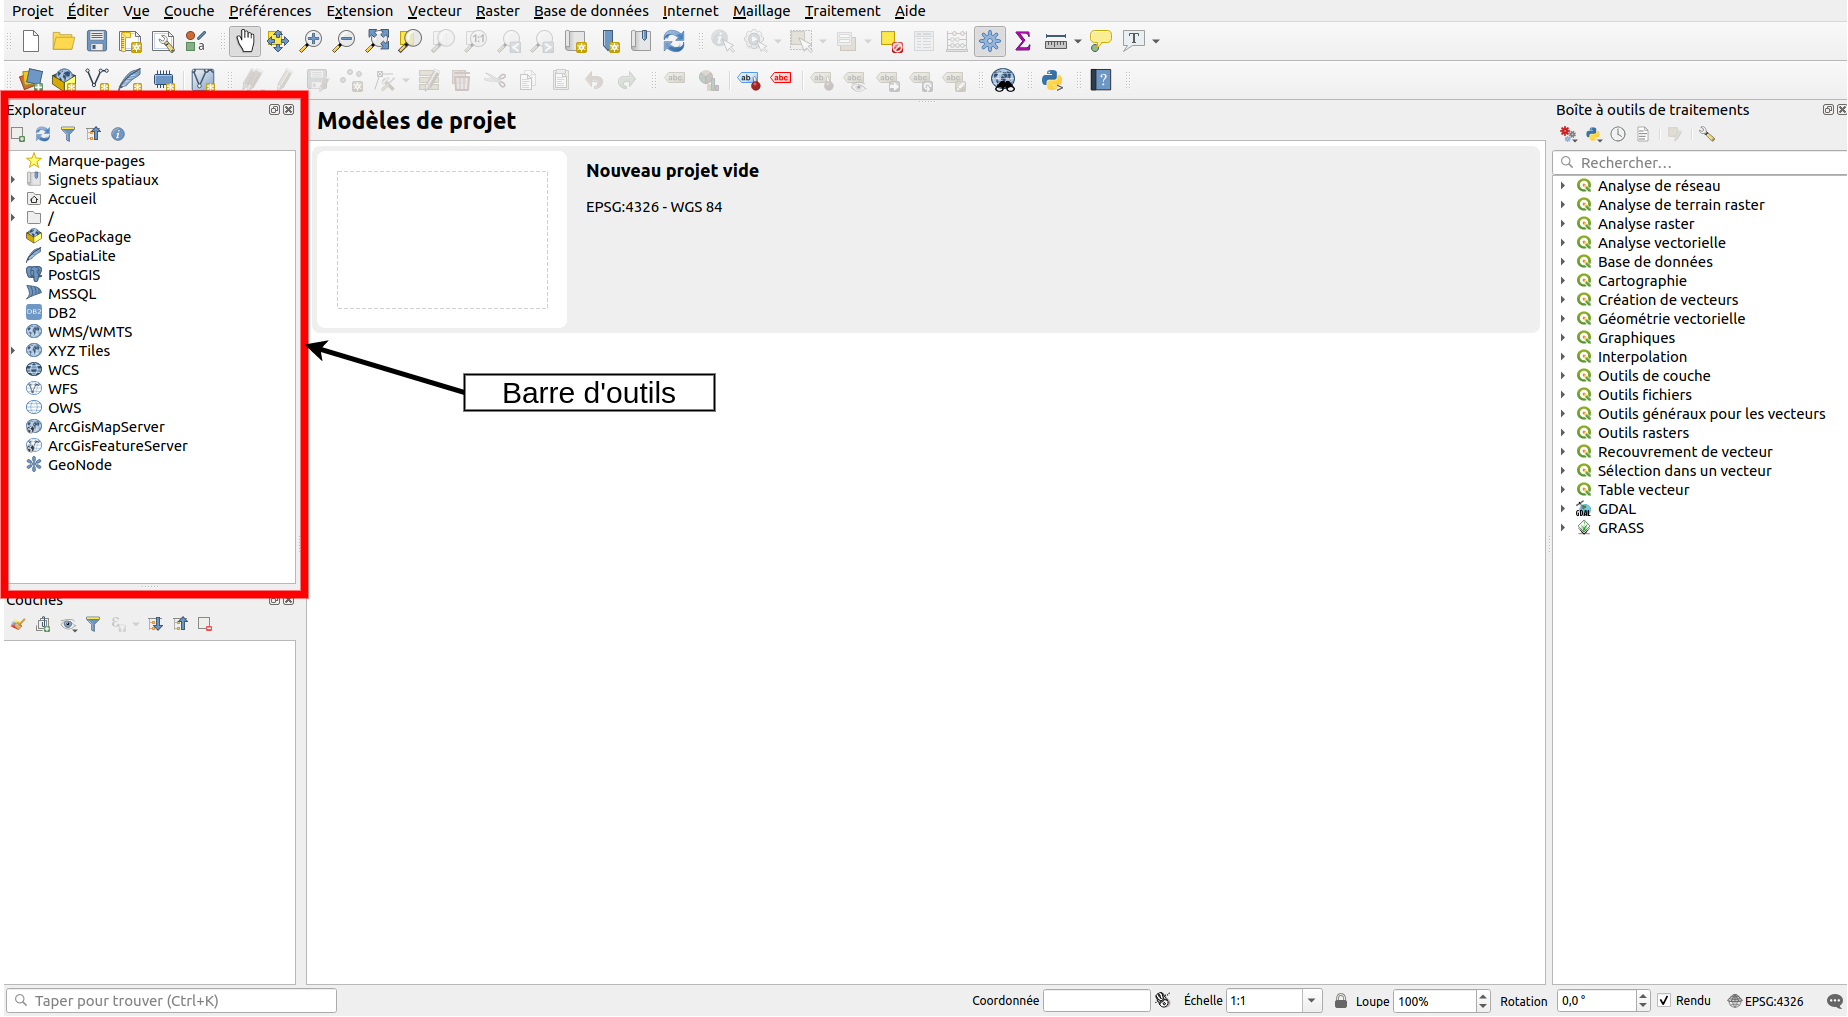 Projet Éditer Vue Couche Préférences Extension Vecteur Raster Base de données Internet Maillage Traitement Aide
Explorateur
Marque-pages
Signets spatiaux
Accueil
/
GeoPackage
SpatiaLite
PostGIS
MSSQL
DB2
WMS/WMTS
XYZ Tiles
WCS
WFS
OWS
ArcGisMapServer
ArcGisFeatureServer
GeoNode
Couches
Taper pour trouver (Ctrl+K)
Modèles de projet
Nouveau projet vide
EPSG:4326 - WGS 84
Barre d'outils
Boîte à outils de traitements
Rechercher...
Analyse de réseau
Analyse de terrain raster
Analyse raster
Analyse vectorielle
Base de données
Cartographie
Création de vecteurs
Géométrie vectorielle
Graphiques
Interpolation
Outils de couche
Outils fichiers
Outils généraux pour les vecteurs
Outils rasters
Recouvrement de vecteur
Sélection dans un vecteur
Table vecteur
GDAL
GRASS
Coordonnée Échelle 1:1 Loupe 100% Rotation 0,0 ° Rendu EPSG:4326